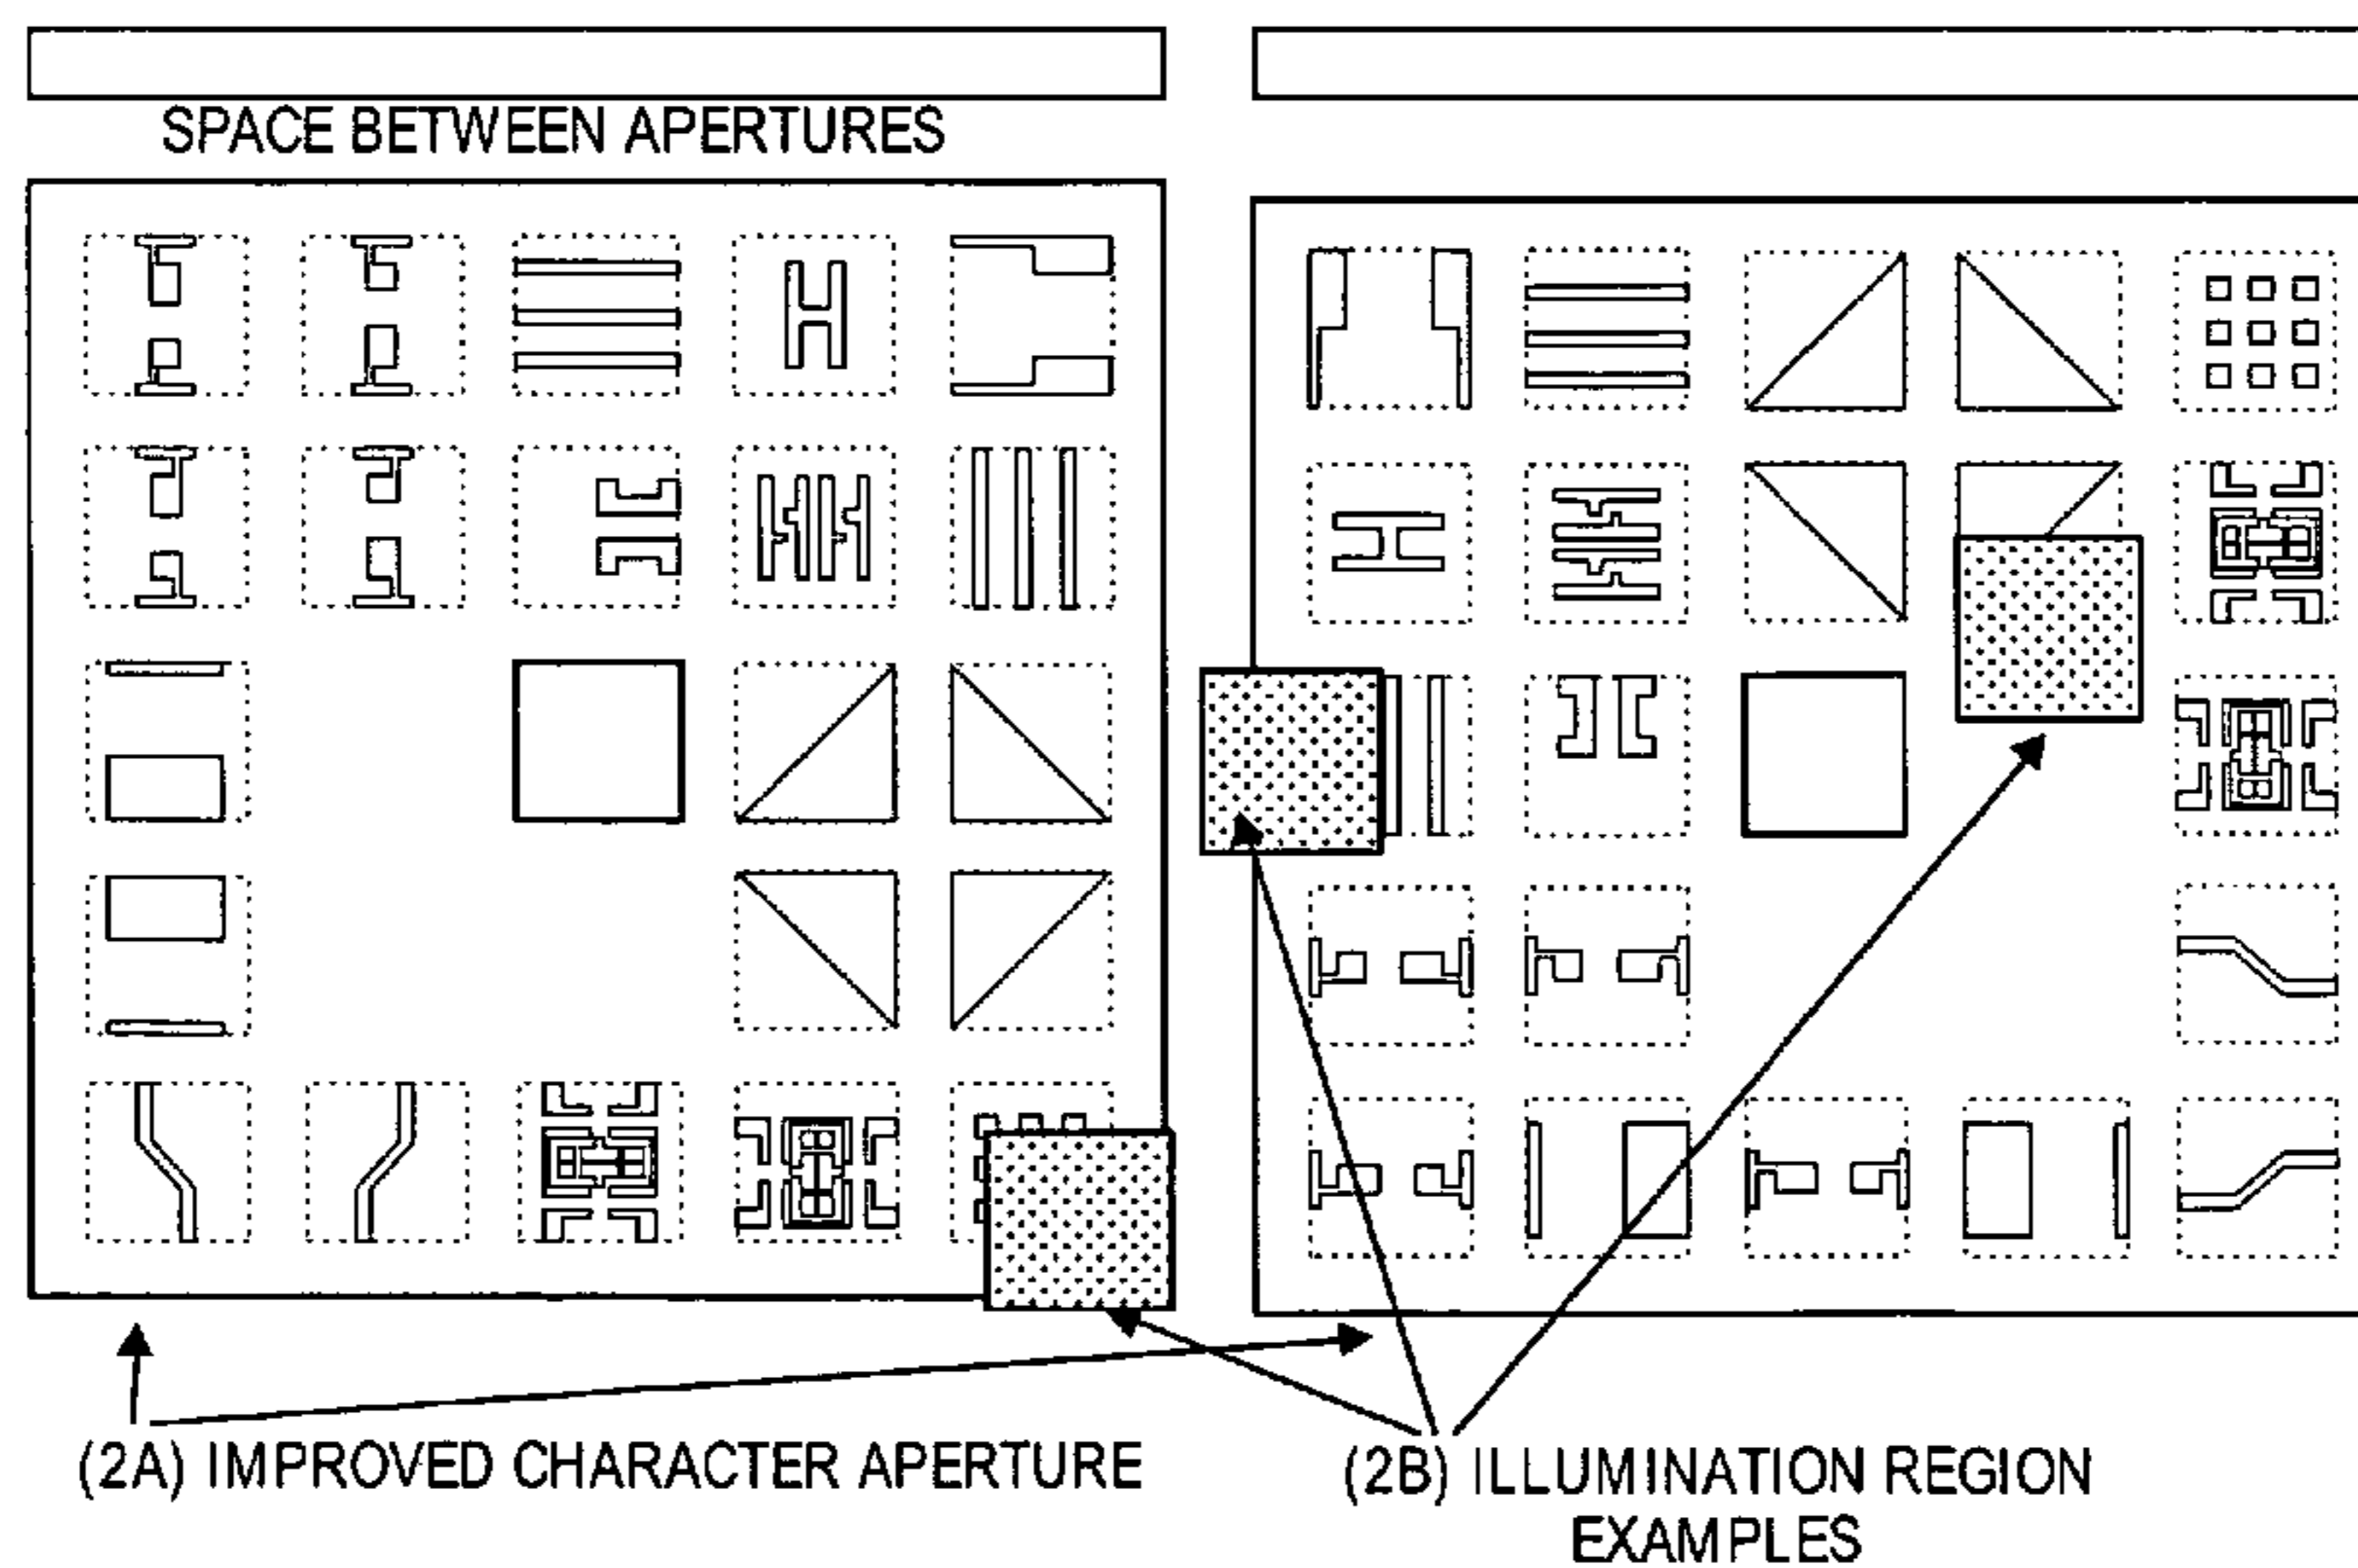 SPACE BETWEEN APERTURES
(2A) IMPROVED CHARACTER APERTURE
(2B) ILLUMINATION REGION
EXAMPLES